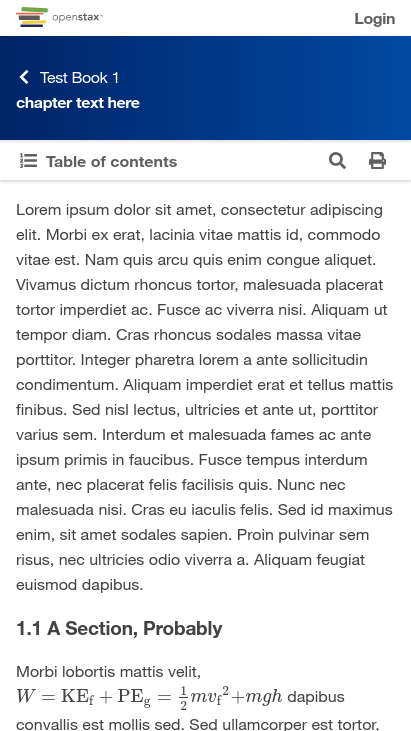 openstax™
Login
Test Book 1
chapter text here
Table of contents
Lorem ipsum dolor sit amet, consectetur adipiscing
elit. Morbi ex erat, lacinia vitae mattis id, commodo
vitae est. Nam quis arcu quis enim congue aliquet.
Vivamus dictum rhoncus tortor, malesuada placerat
tortor imperdiet ac. Fusce ac viverra nisi. Aliquam ut
tempor diam. Cras rhoncus sodales massa vitae
porttitor. Integer pharetra lorem a ante sollicitudin
condimentum. Aliquam imperdiet erat et tellus mattis
finibus. Sed nisl lectus, ultricies et ante ut, porttitor
varius sem. Interdum et malesuada fames ac ante
ipsum primis in faucibus. Fusce tempus interdum
ante, nec placerat felis facilisis quis. Nunc nec
malesuada nisi. Cras eu iaculis felis. Sed id maximus
enim, sit amet sodales sapien. Proin pulvinar sem
risus, nec ultricies odio viverra a. Aliquam feugiat
euismod dapibus.
1.1 A Section, Probably
Morbi lobortis mattis velit,
W = KE_f + PE_g = 1/2 mv_f² + mgh dapibus
convallis est mollis sed. Sed ullamcorper est tortor,